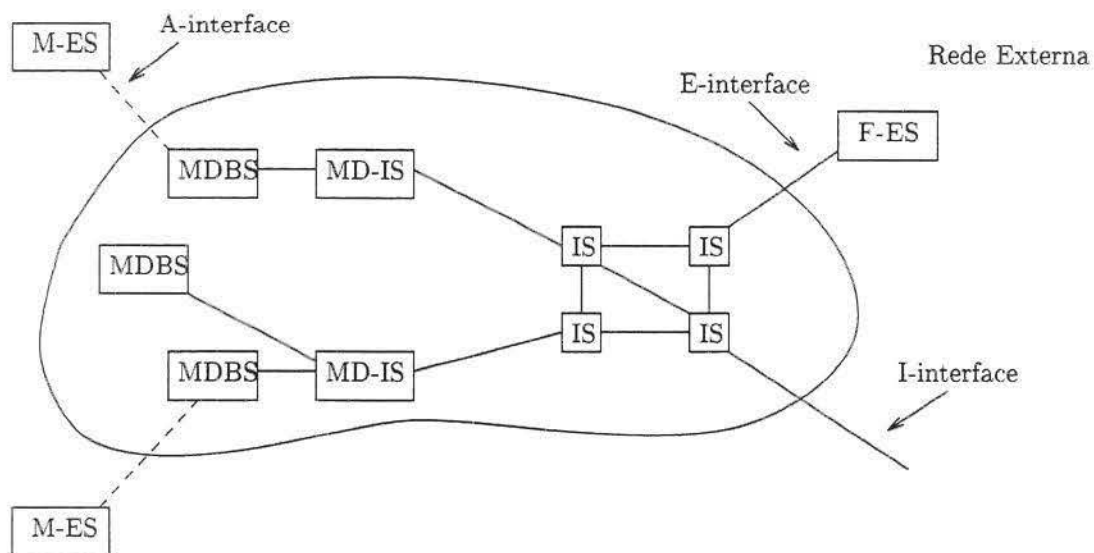 M-ES
A-interface
Rede Externa
E-interface
F-ES
MDBS
MD-IS
IS
IS
MDBS
IS
IS
MDBS
MD-IS
I-interface
M-ES